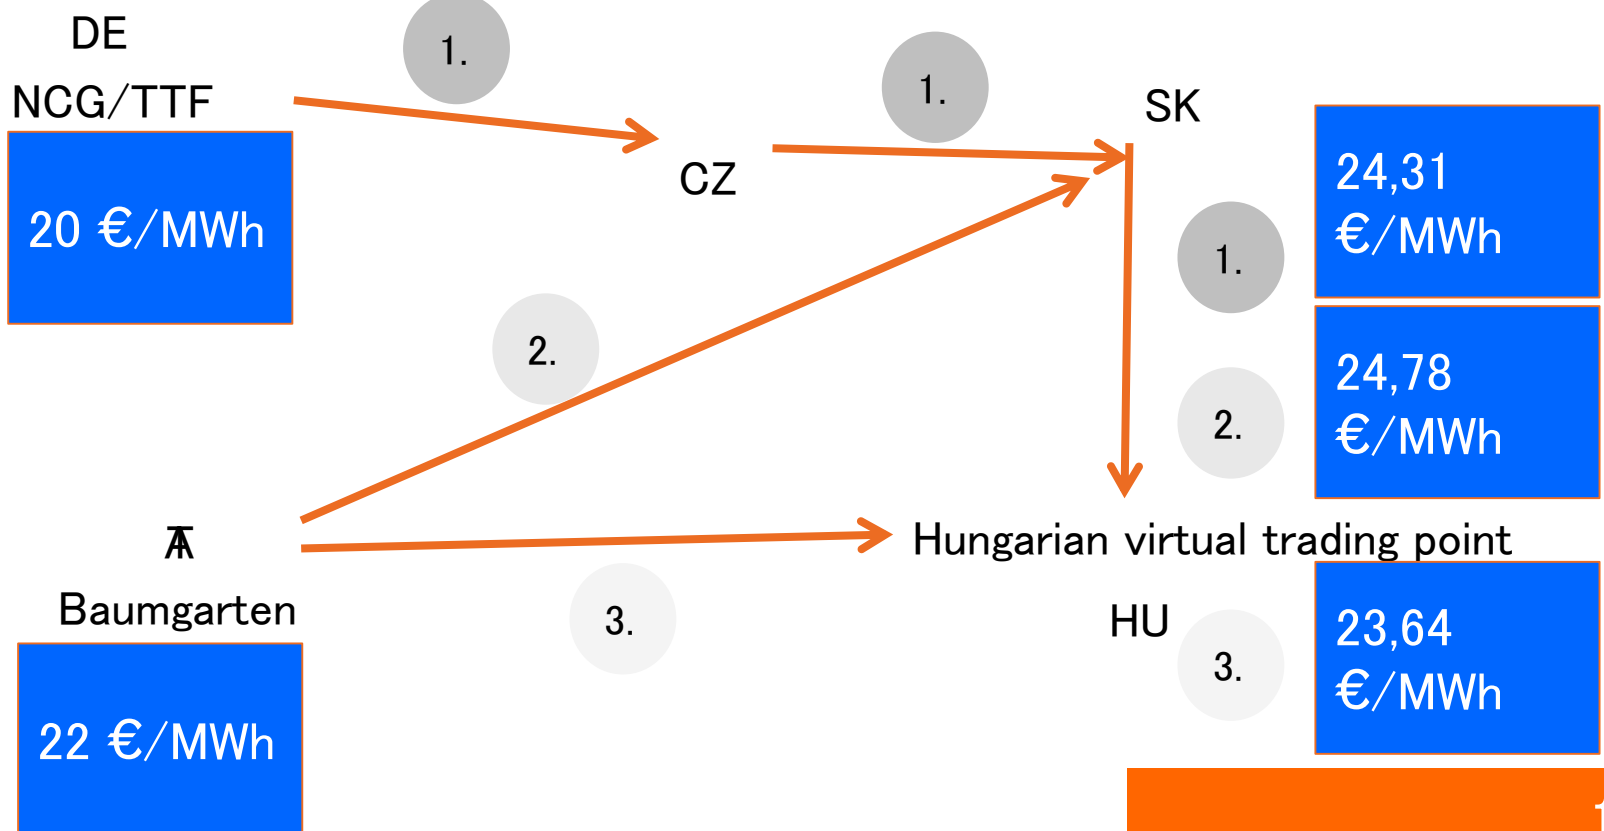 DE
NCG/TTF
20 €/MWh
1.
CZ
1.
SK
24,31
€/MWh
1.
24,78
€/MWh
2.
2.
AT
Baumgarten
22 €/MWh
3.
Hungarian virtual trading point
HU
3.
23,64
€/MWh